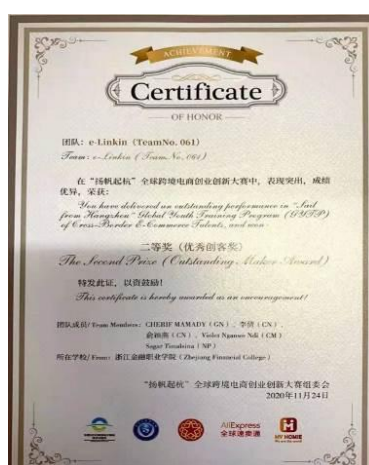 ACHIEVEMENT
Certificate
OF HONOR
团队：e-Linkin（TeamNo. 061）
Team: e-Linkin (Team No. 061)
在“扬帆起杭”全球跨境电商创业创新大赛中，表现突出，成绩
优异，荣获：
You have delivered an outstanding performance in "Sail
from Hangzhou" Global Youth Training Program (GYTP)
of Cross-Border E-Commerce Talents, and won
二等奖（优秀创客奖）
The Second Prize (Outstanding Maker Award)
特发此证，以资鼓励！
This certificate is hereby awarded as an encouragement!
团队成员/Team Members: CHERIF MAMADY（GN）、李倩（CN）、
俞 （CN）、Violet Nganso Ndi（CM）
Sagar Timalsina（NP）
所在学校/From: 浙江金融职业学院（Zhejiang Financial College）
“扬帆起杭”全球跨境电商创业创新大赛组委会
2020年11月24日
AliExpress
全球速卖通
MY HOME